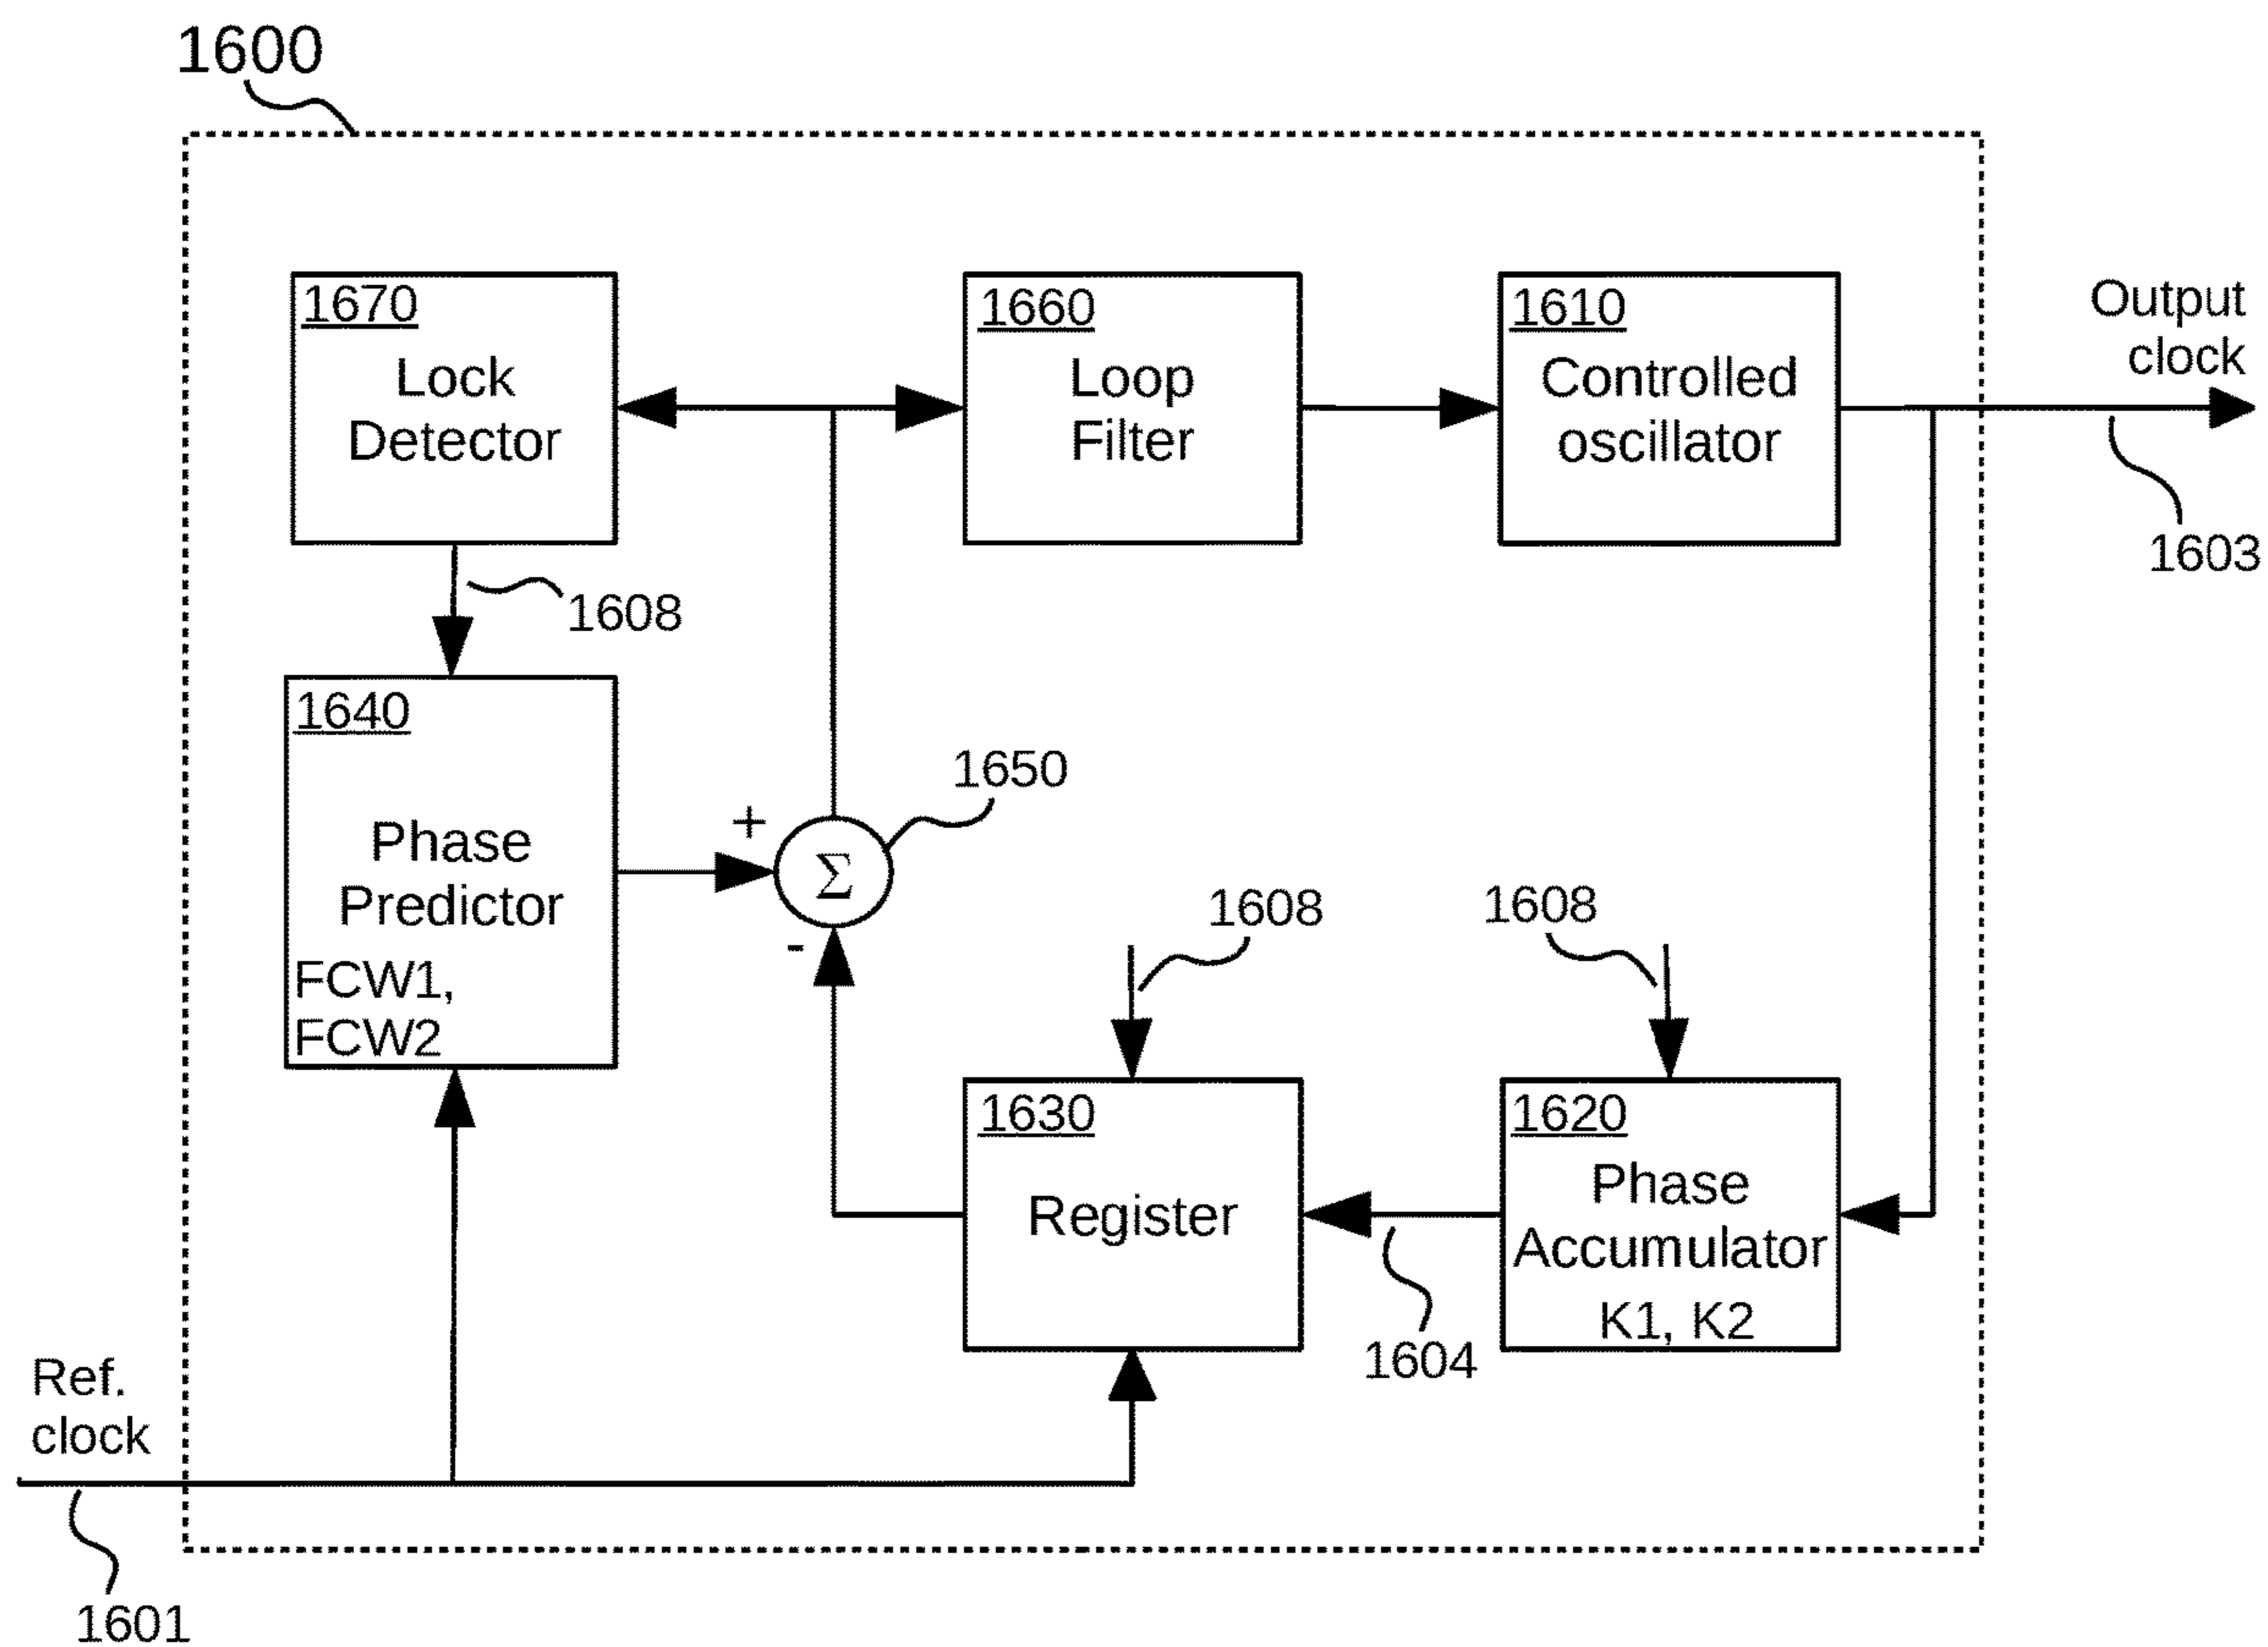 1600
1670
Lock
Detector
1660
Loop
Filter
1610
Controlled
oscillator
Output
clock
1603
1608
1640
Phase
Predictor
FCW1,
FCW2
+
Σ
-
1650
1608
1608
1630
Register
1620
Phase
Accumulator
K1, K2
1604
Ref.
clock
1601